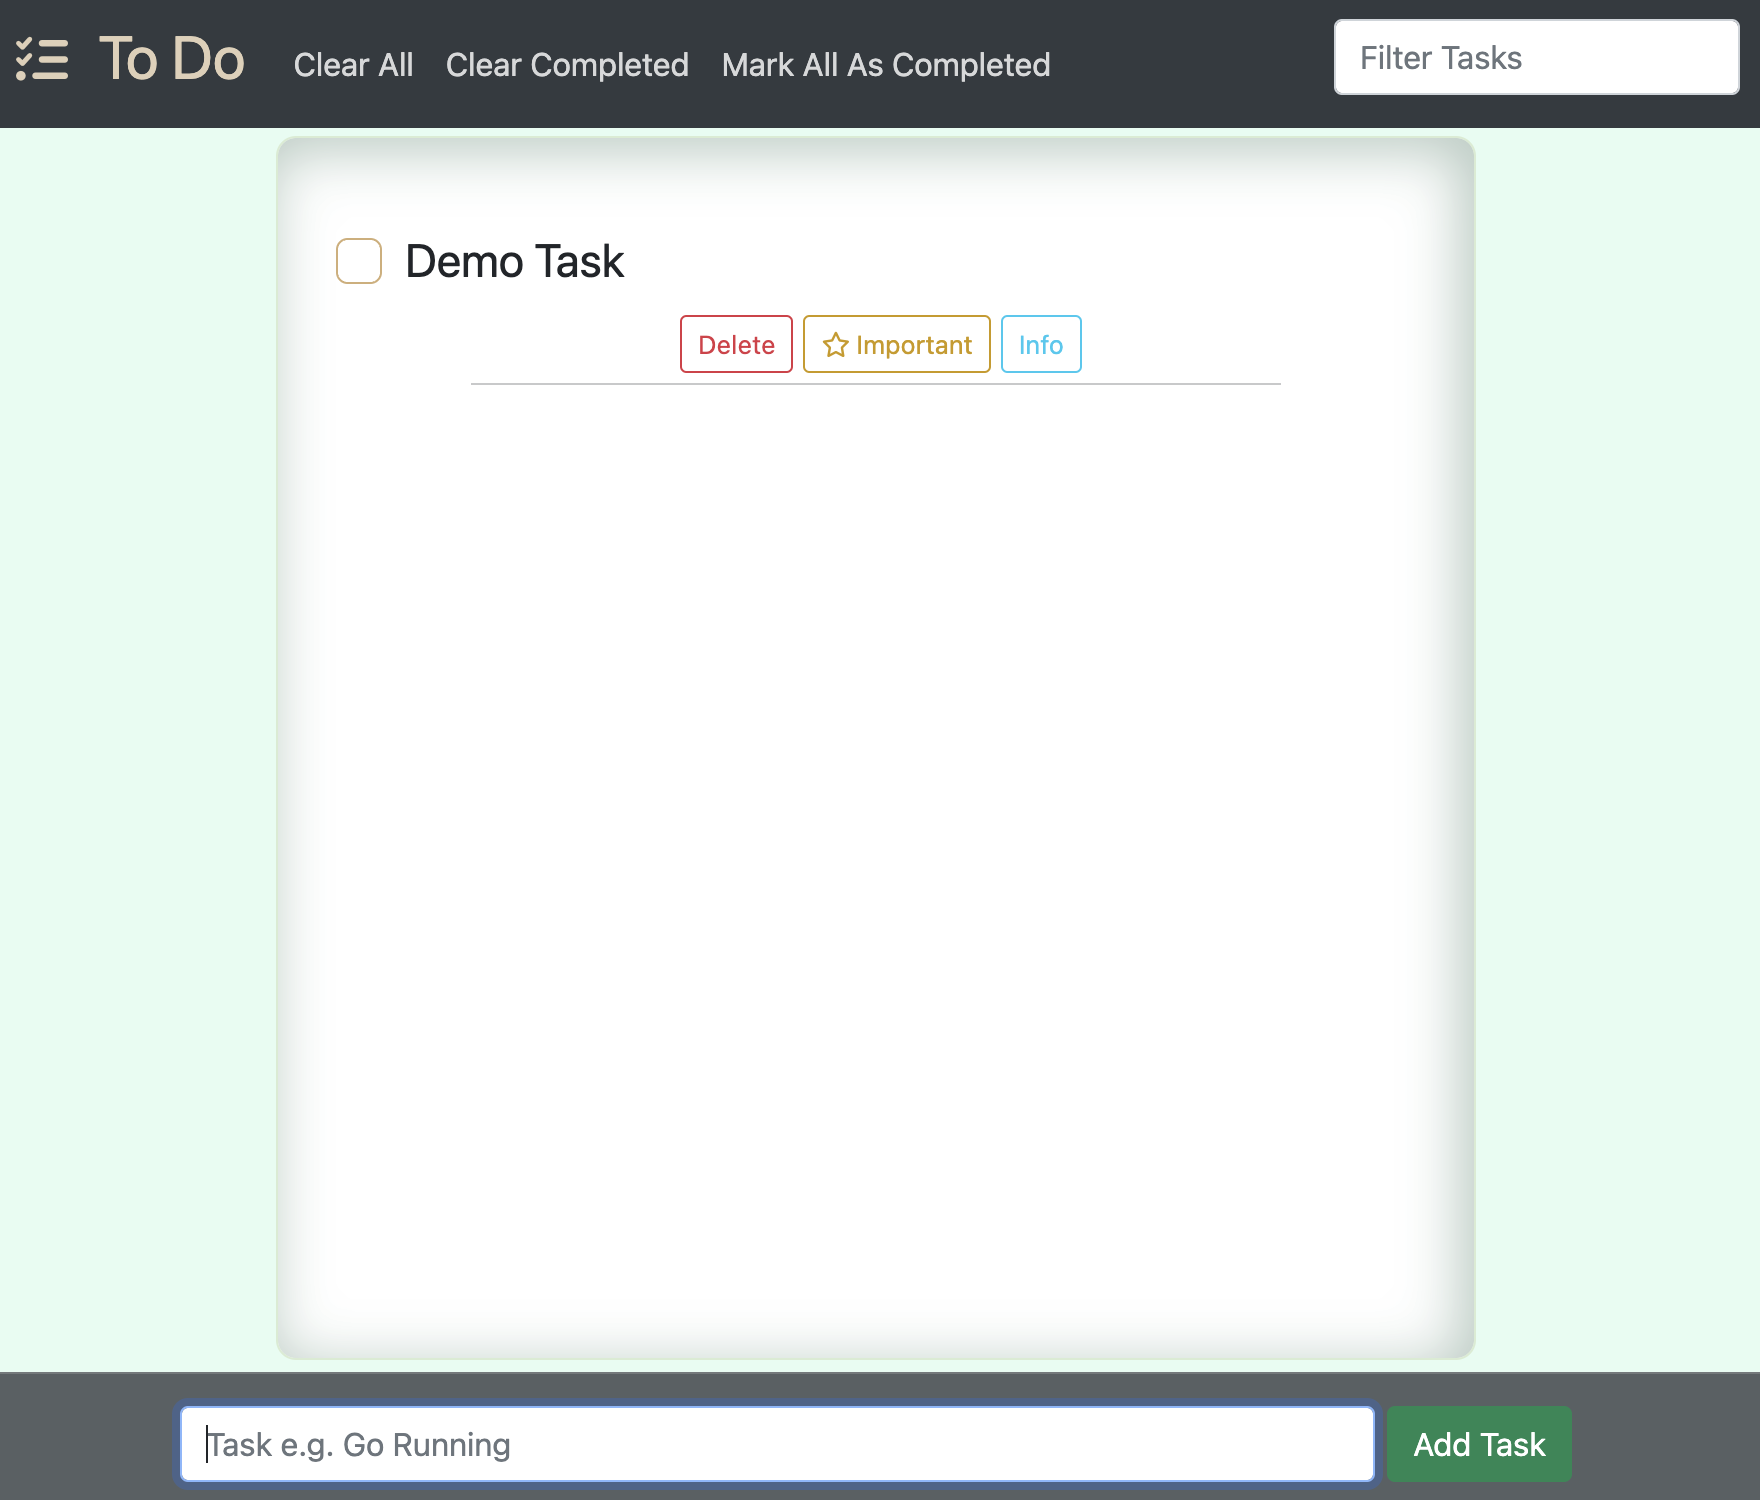 To Do Clear All Clear Completed Mark All As Completed Filter Tasks
Demo Task
Delete Important Info
Task e.g. Go Running Add Task